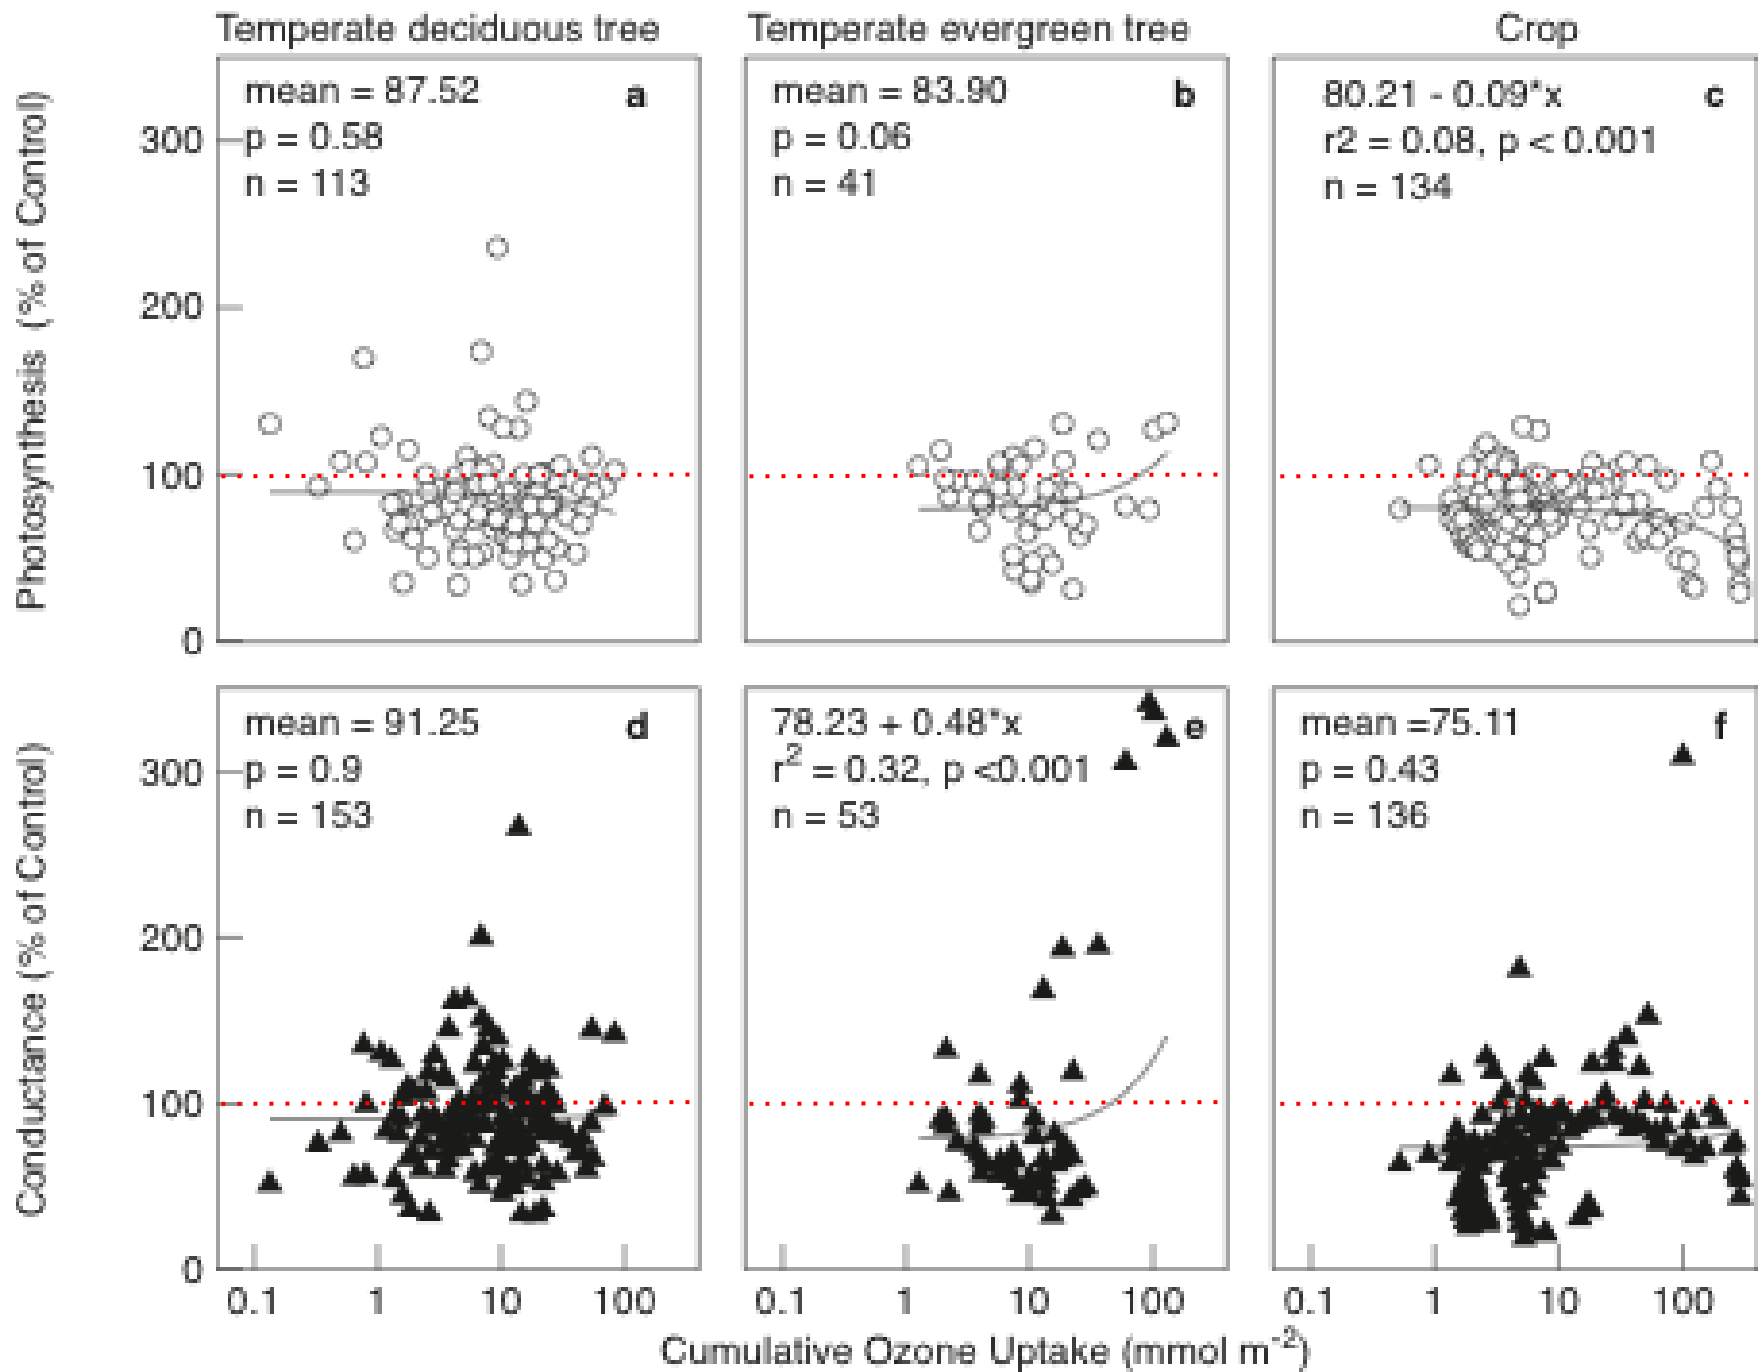 Temperate deciduous tree
Temperate evergreen tree
Crop
Photosynthesis (% of Control)
300
200
100
0
mean = 87.52
p = 0.58
n = 113
a
mean = 83.90
p = 0.06
n = 41
b
80.21 - 0.09*x
r2 = 0.08, p < 0.001
n = 134
c
Conductance (% of Control)
300
200
100
0
mean = 91.25
p = 0.9
n = 153
d
78.23 + 0.48*x
r² = 0.32, p <0.001
n = 53
e
mean =75.11
p = 0.43
n = 136
f
0.1 1 10 100
0.1 1 10 100
0.1 1 10 100
Cumulative Ozone Uptake (mmol m⁻²)